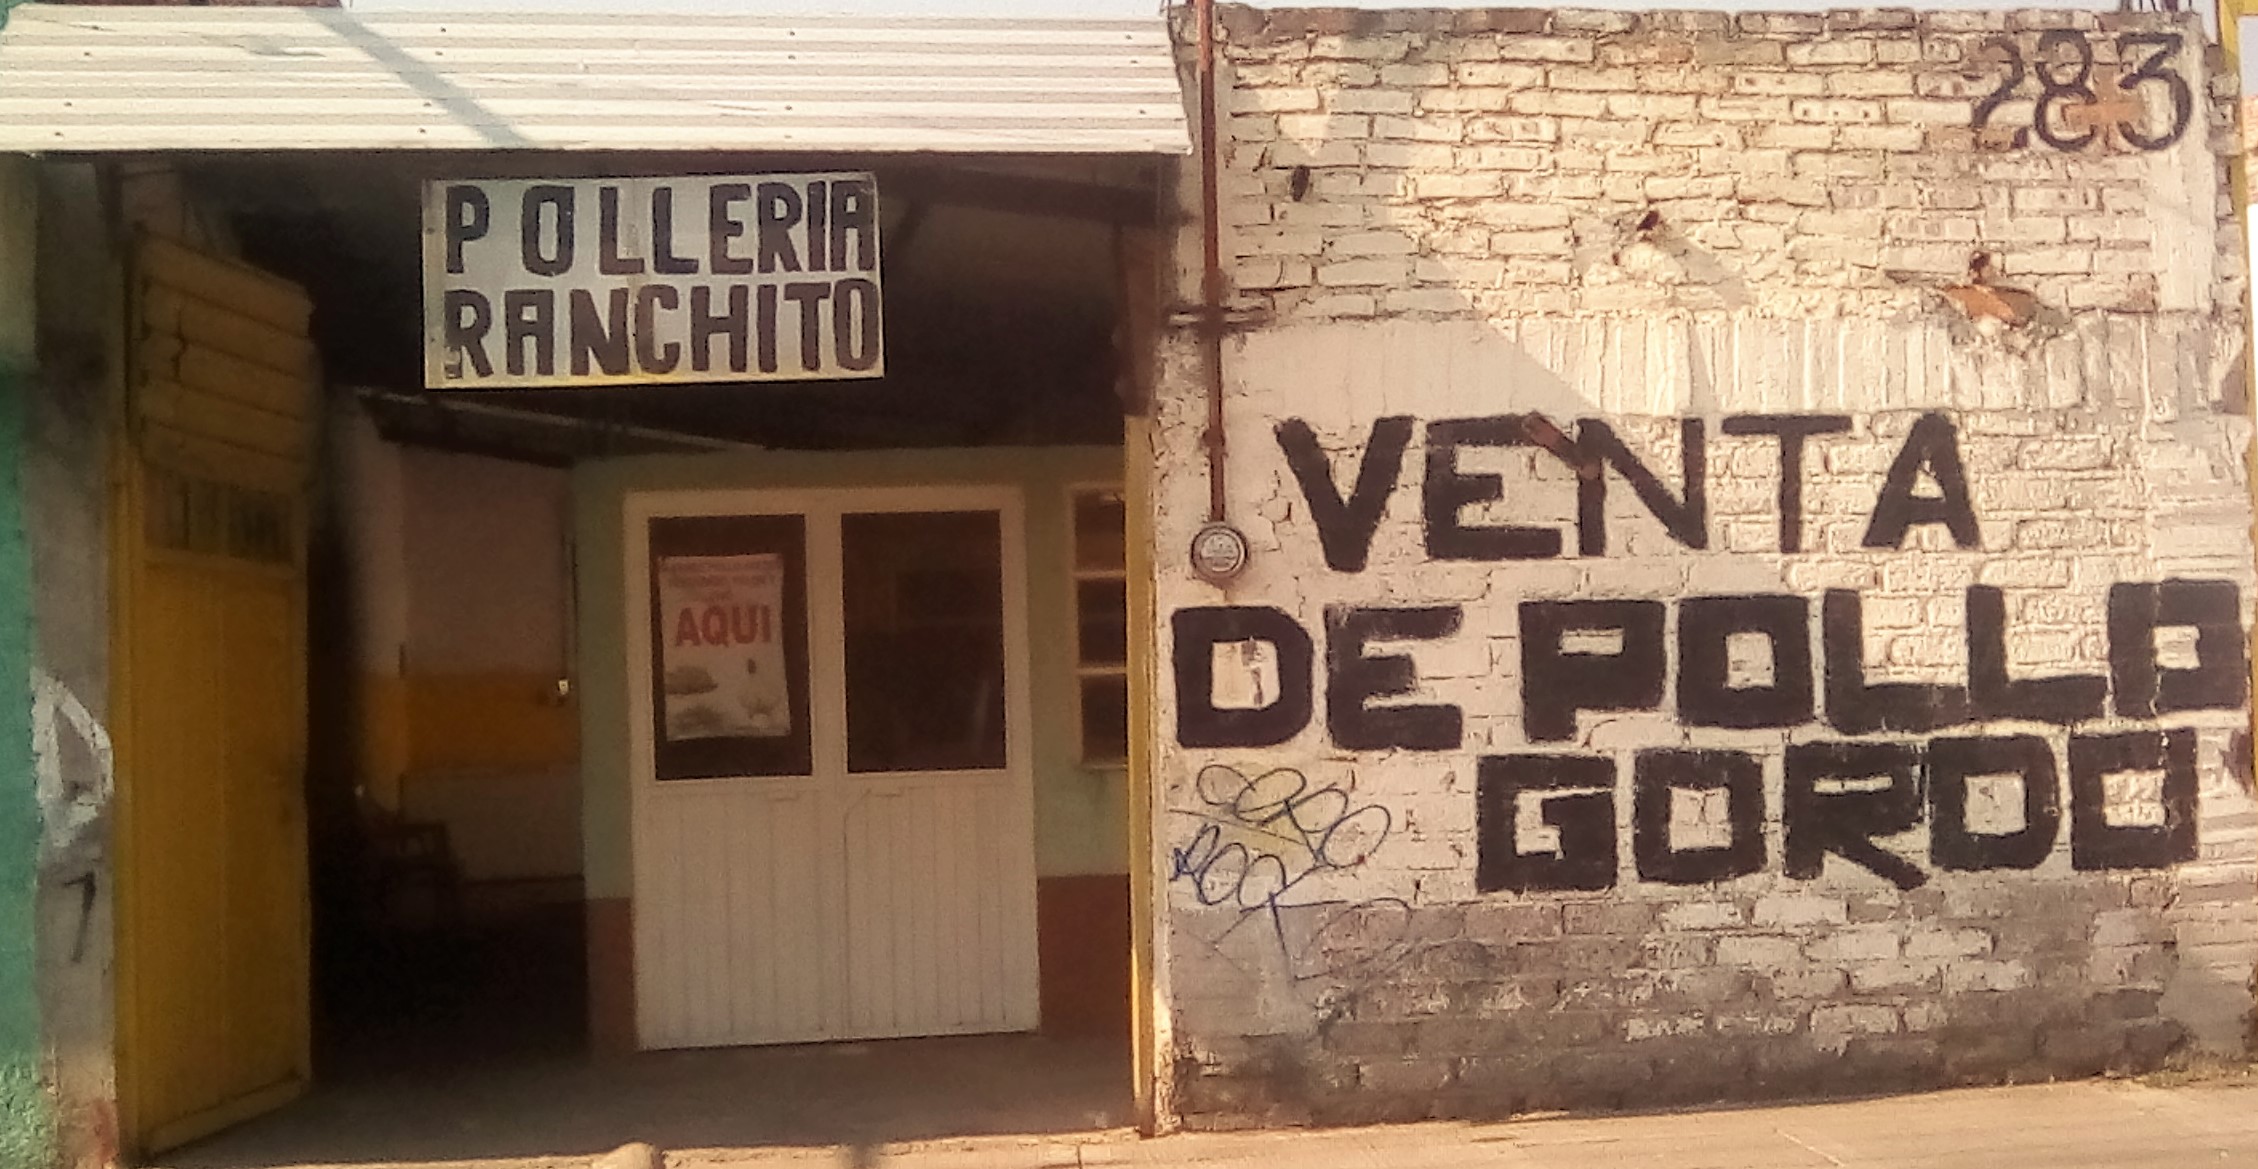 POLLERIA
RANCHITO
AQUI
283
VENTA
DE POLLO
GORDO